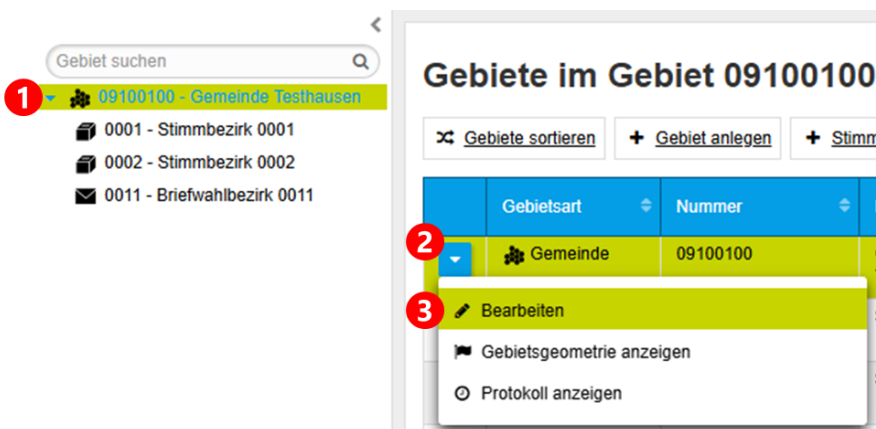 Gebiet suchen
1
09100100 - Gemeinde Testhausen
0001 - Stimmbezirk 0001
0002 - Stimmbezirk 0002
0011 - Briefwahlbezirk 0011
Gebiete im Gebiet 09100100
Gebiete sortieren
+ Gebiet anlegen
+ Stimm
Gebietsart Nummer
2
Gemeinde 09100100
3
Bearbeiten
Gebietsgeometrie anzeigen
Protokoll anzeigen